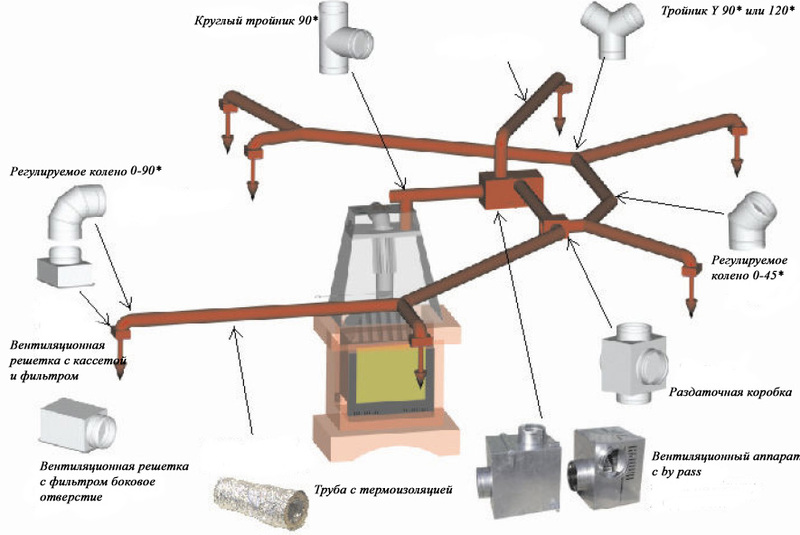 Круглый тройник 90*
Тройник Y 90* или 120*
Регулируемое колено 0-90*
Регулируемое
колено 0-45*
Вентиляционная
решетка с кассетой
и фильтром
Раздаточная коробка
Вентиляционная решетка
с фильтром боковое
отверстие
Труба с термоизоляцией
Вентиляционный аппарат
с by pass